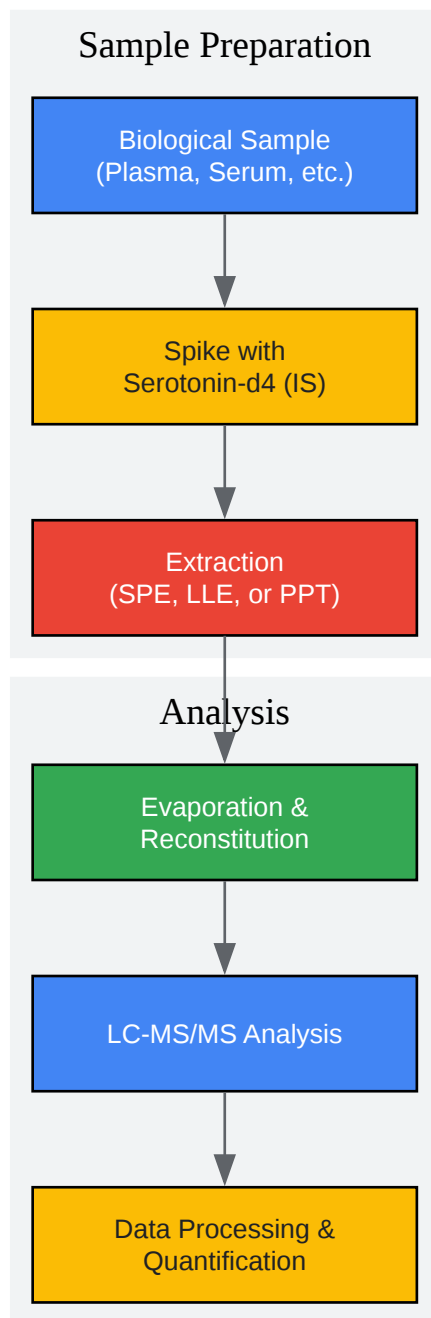 Sample Preparation
Biological Sample
(Plasma, Serum, etc.)
Spike with
Serotonin-d4 (IS)
Extraction
(SPE, LLE, or PPT)
Analysis
Evaporation &
Reconstitution
LC-MS/MS Analysis
Data Processing &
Quantification